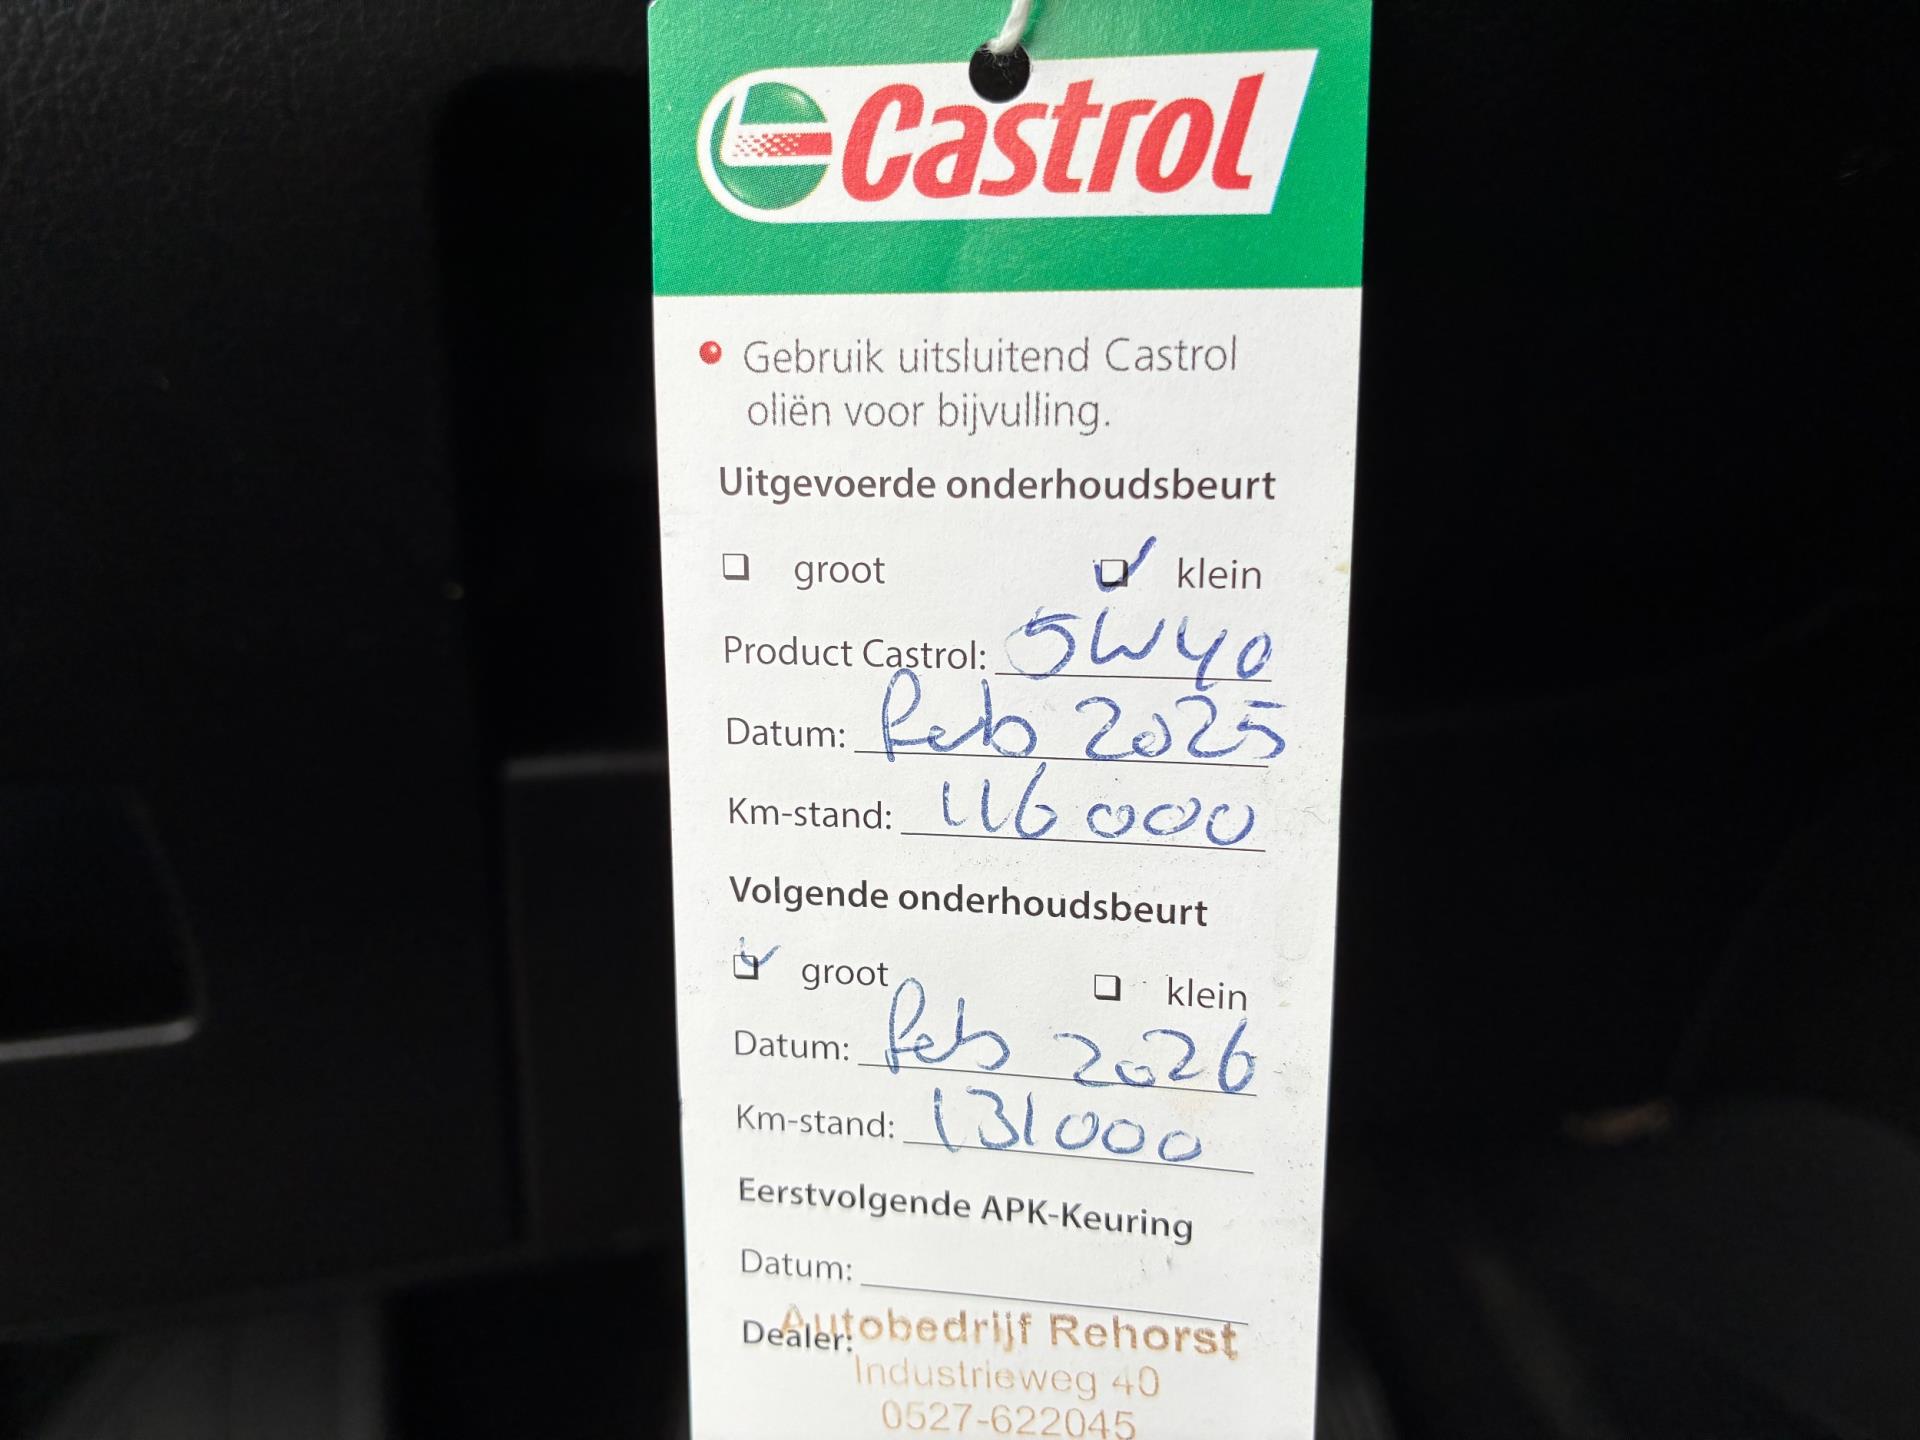 Castrol
Gebruik uitsluitend Castrol
oliën voor bijvulling.
Uitgevoerde onderhoudsbeurt
groot klein
Product Castrol: 5W40
Datum: feb 2025
Km-stand: 116 000
Volgende onderhoudsbeurt
groot klein
Datum: feb 2026
Km-stand: 131000
Eerstvolgende APK-Keuring
Datum:
Dealer: Autobedrijf Rehorst
Industrieweg 40
0527-622045